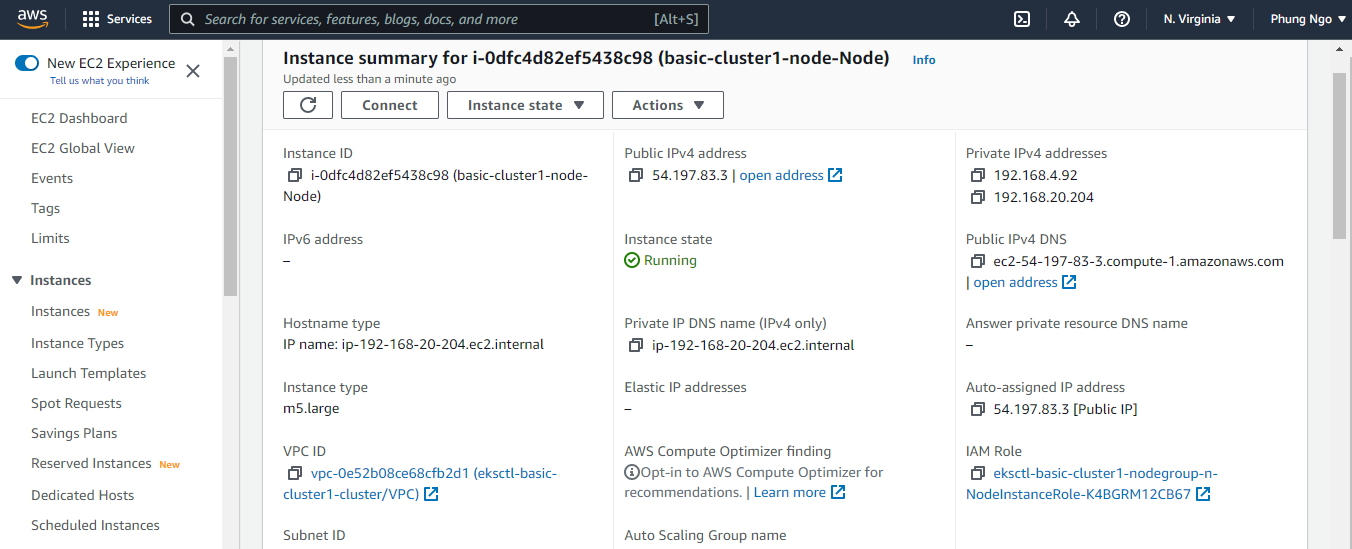 aws
Services
Search for services, features, blogs, docs, and more
[Alt+S]
N. Virginia
Phung Ngo
New EC2 Experience
Tell us what you think
EC2 Dashboard
EC2 Global View
Events
Tags
Limits
Instances
Instances New
Instance Types
Launch Templates
Spot Requests
Savings Plans
Reserved Instances New
Dedicated Hosts
Scheduled Instances
Instance summary for i-0dfc4d82ef5438c98 (basic-cluster1-node-Node) Info
Updated less than a minute ago
Connect
Instance state
Actions
Instance ID
i-0dfc4d82ef5438c98 (basic-cluster1-node-
Node)
Public IPv4 address
54.197.83.3 | open address
Private IPv4 addresses
192.168.4.92
192.168.20.204
IPv6 address
–
Instance state
Running
Public IPv4 DNS
ec2-54-197-83-3.compute-1.amazonaws.com
| open address
Hostname type
IP name: ip-192-168-20-204.ec2.internal
Private IP DNS name (IPv4 only)
ip-192-168-20-204.ec2.internal
Answer private resource DNS name
–
Instance type
m5.large
Elastic IP addresses
–
Auto-assigned IP address
54.197.83.3 [Public IP]
VPC ID
vpc-0e52b08ce68cfb2d1 (eksctl-basic-
cluster1-cluster/VPC)
AWS Compute Optimizer finding
Opt-in to AWS Compute Optimizer for
recommendations. | Learn more
IAM Role
eksctl-basic-cluster1-nodegroup-n-
NodeInstanceRole-K4BGRM12CB67
Subnet ID
Auto Scaling Group name